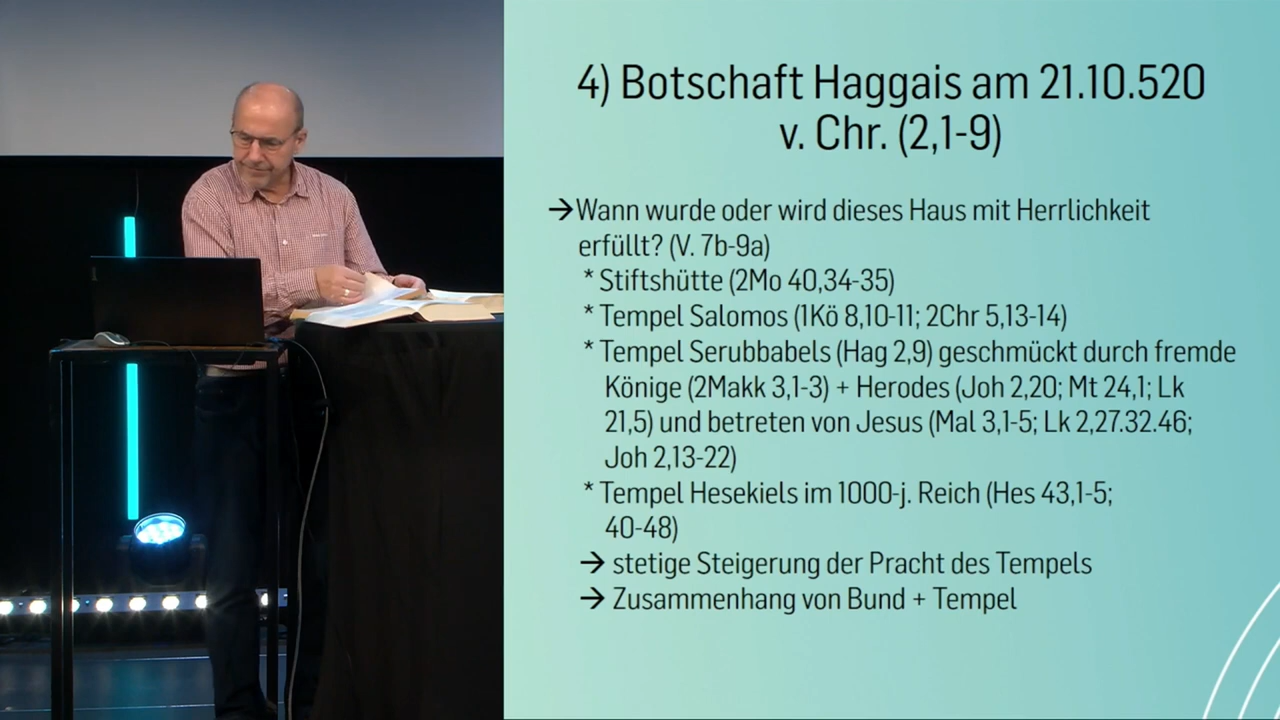 4) Botschaft Haggais am 21.10.520
v. Chr. (2,1-9)
→Wann wurde oder wird dieses Haus mit Herrlichkeit
erfüllt? (V. 7b-9a)
* Stiftshütte (2Mo 40,34-35)
* Tempel Salomos (1Kö 8,10-11; 2Chr 5,13-14)
* Tempel Serubbabels (Hag 2,9) geschmückt durch fremde
Könige (2Makk 3,1-3) + Herodes (Joh 2,20; Mt 24,1; Lk
21,5) und betreten von Jesus (Mal 3,1-5; Lk 2,27.32.46;
Joh 2,13-22)
* Tempel Hesekiels im 1000-j. Reich (Hes 43,1-5;
40-48)
→ stetige Steigerung der Pracht des Tempels
→ Zusammenhang von Bund + Tempel